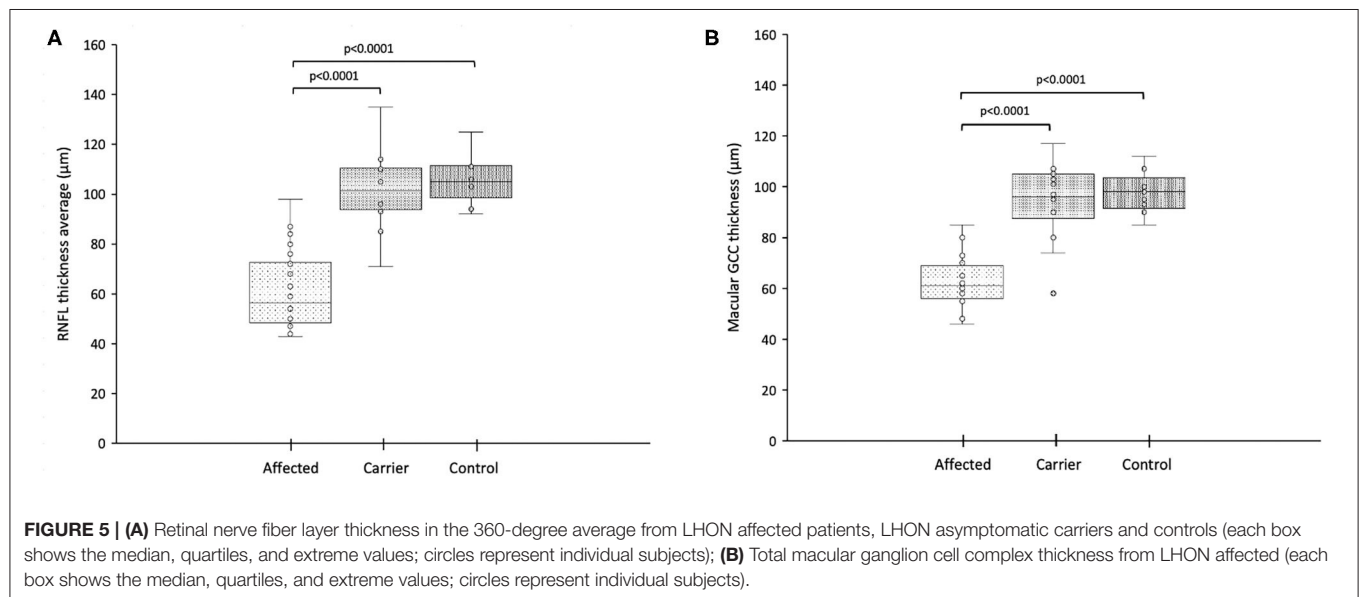 A
RNFL thickness average (µm)
160
140
120
100
80
60
40
20
0
p<0.0001
p<0.0001
Affected Carrier Control
B
Macular GCC thickness (µm)
160
140
120
100
80
60
40
20
0
p<0.0001
p<0.0001
Affected Carrier Control
FIGURE 5 | (A) Retinal nerve fiber layer thickness in the 360-degree average from LHON affected patients, LHON asymptomatic carriers and controls (each box
shows the median, quartiles, and extreme values; circles represent individual subjects); (B) Total macular ganglion cell complex thickness from LHON affected (each
box shows the median, quartiles, and extreme values; circles represent individual subjects).